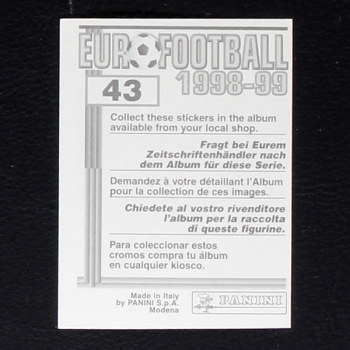 EUROFOOTBALL
1998-99
43
Collect these stickers in the album
available from your local shop.
Fragt bei Eurem
Zeitschriftenhändler nach
dem Album für diese Serie.
Demandez à votre détaillant l'Album
pour la collection de ces images.
Chiedete al vostro rivenditore
l'album per la raccolta
di queste figurine.
Para coleccionar estos
cromos compra tu álbum
en cualquier kiosco.
Made in Italy
by PANINI S.p.A.
Modena
PANINI